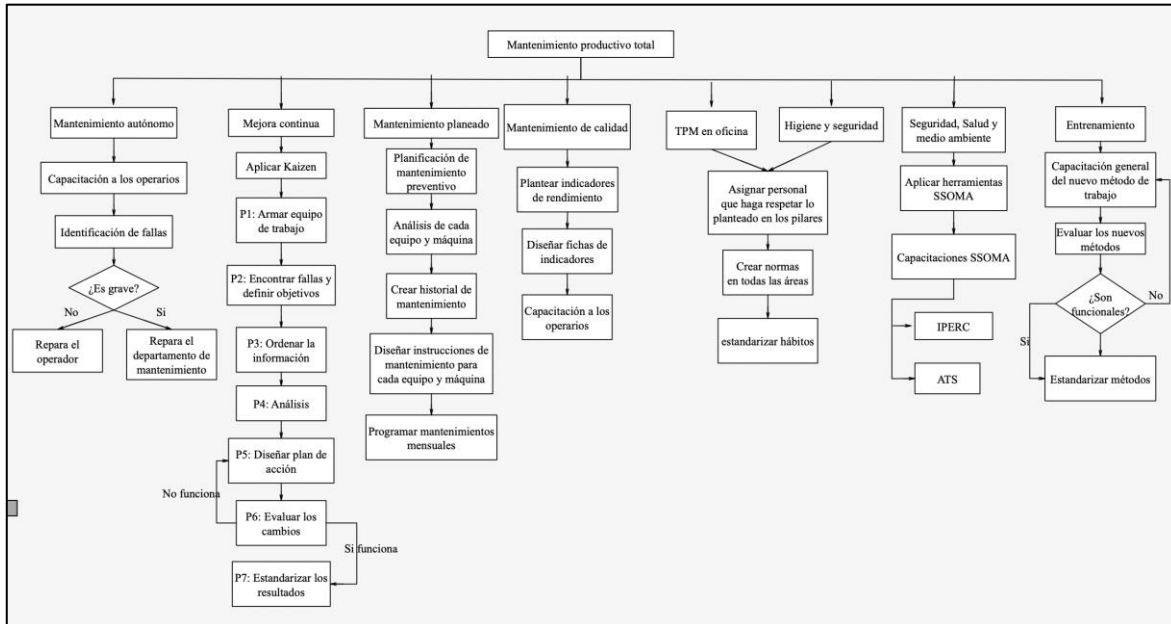 Mantenimiento productivo total
Mantenimiento autónomo
Capacitación a los operarios
Identificación de fallas
¿Es grave?
No
Si
Repara el
operador
Repara el
departamento de
mantenimiento
Mejora continua
Aplicar Kaizen
P1: Armar equipo
de trabajo
P2: Encontrar fallas y
definir objetivos
P3: Ordenar la
información
P4: Análisis
P5: Diseñar plan de
acción
No funciona
P6: Evaluar los
cambios
Si funciona
P7: Estandarizar los
resultados
Mantenimiento planeado
Planificación de
mantenimiento
preventivo
Análisis de cada
equipo y máquina
Crear historial de
mantenimiento
Diseñar instrucciones de
mantenimiento para
cada equipo y máquina
Programar mantenimientos
mensuales
Mantenimiento de calidad
Plantear indicadores
de rendimiento
Diseñar fichas de
indicadores
Capacitación a los
operarios
TPM en oficina
Higiene y seguridad
Asignar personal
que haga respetar lo
planteado en los pilares
Crear normas
en todas las áreas
estandarizar hábitos
Seguridad, Salud y
medio ambiente
Aplicar herramientas
SSOMA
Capacitaciones SSOMA
IPERC
ATS
Entrenamiento
Capacitación general
del nuevo método de
trabajo
Evaluar los nuevos
métodos
¿Son
funcionales?
No
Si
Estandarizar métodos